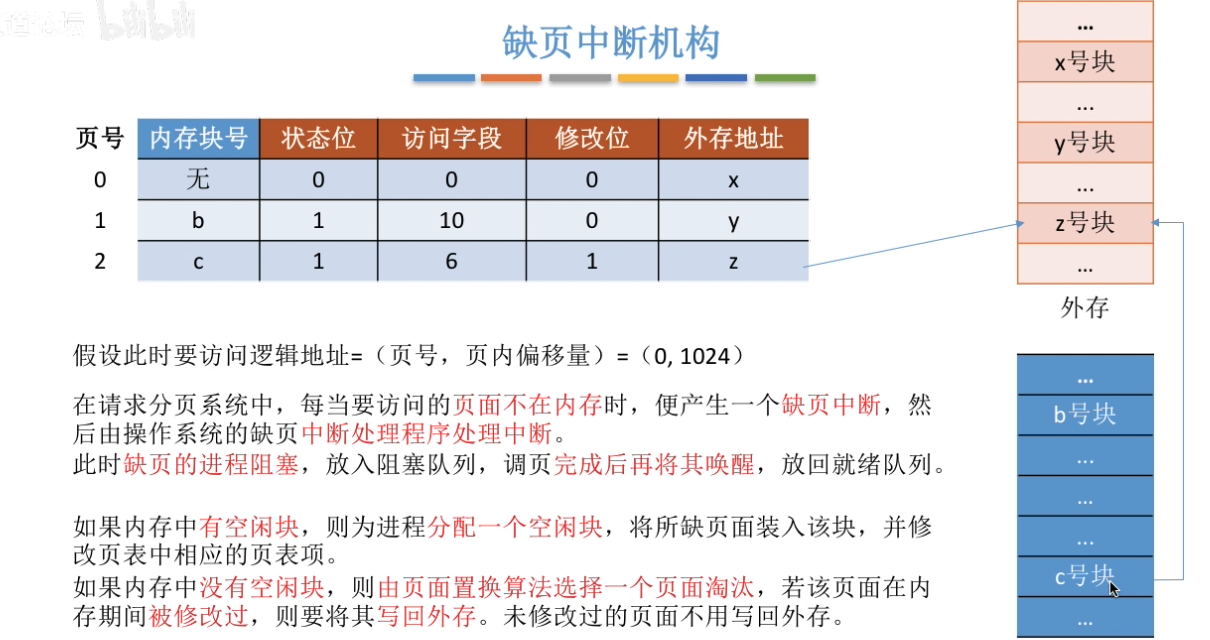 缺页中断机构
页号 内存块号 状态位 访问字段 修改位 外存地址
0 无 0 0 0 x
1 b 1 10 0 y
2 c 1 6 1 z
...
x号块
...
y号块
...
z号块
...
外存
假设此时要访问逻辑地址=（页号，页内偏移量）=（0, 1024）
在请求分页系统中，每当要访问的页面不在内存时，便产生一个缺页中断，然
后由操作系统的缺页中断处理程序处理中断。
此时缺页的进程阻塞，放入阻塞队列，调页完成后再将其唤醒，放回就绪队列。
如果内存中有空闲块，则为进程分配一个空闲块，将所缺页面装入该块，并修
改页表中相应的页表项。
如果内存中没有空闲块，则由页面置换算法选择一个页面淘汰，若该页面在内
存期间被修改过，则要将其写回外存。未修改过的页面不用写回外存。
...
b号块
...
...
...
c号块
...